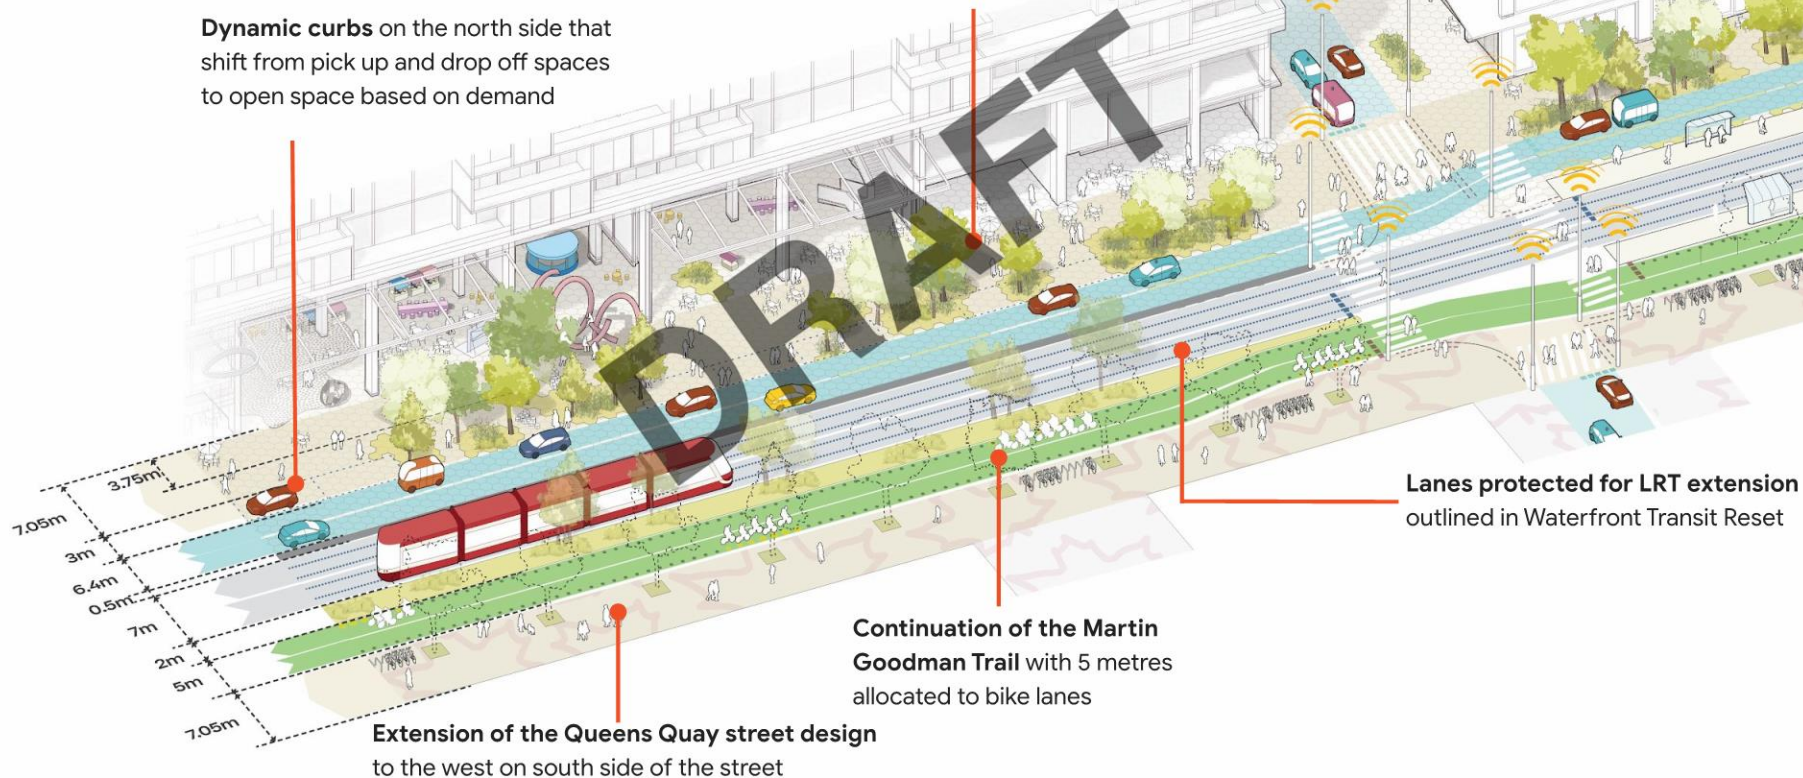 Dynamic curbs on the north side that
shift from pick up and drop off spaces
to open space based on demand
DRAFT
3.75m
7.05m
3m
6.4m
0.5m
7m
2m
5m
7.05m
Lanes protected for LRT extension
outlined in Waterfront Transit Reset
Continuation of the Martin
Goodman Trail with 5 metres
allocated to bike lanes
Extension of the Queens Quay street design
to the west on south side of the street